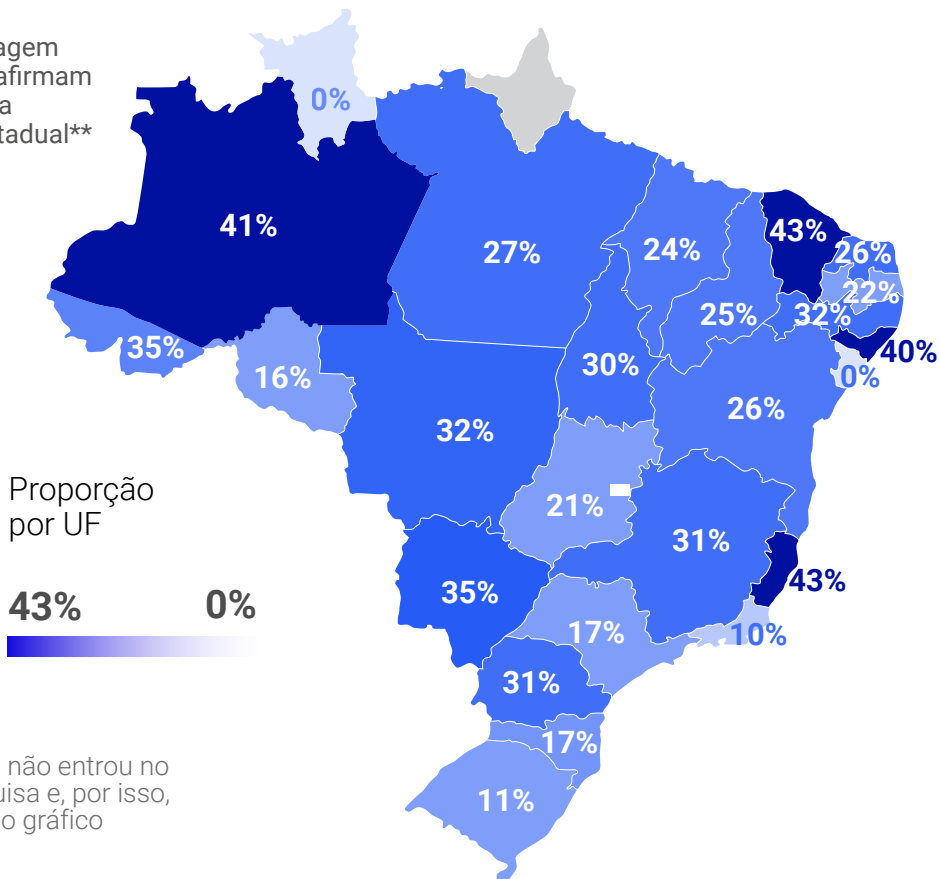 agem
afirmam
a
tadual**
0%
41%
27%
24%
43%
26%
22%
32%
25%
40%
0%
35%
16%
30%
26%
32%
21%
31%
43%
35%
17%
10%
31%
17%
11%
Proporção
por UF
43% 0%
não entrou no
uisa e, por isso,
o gráfico